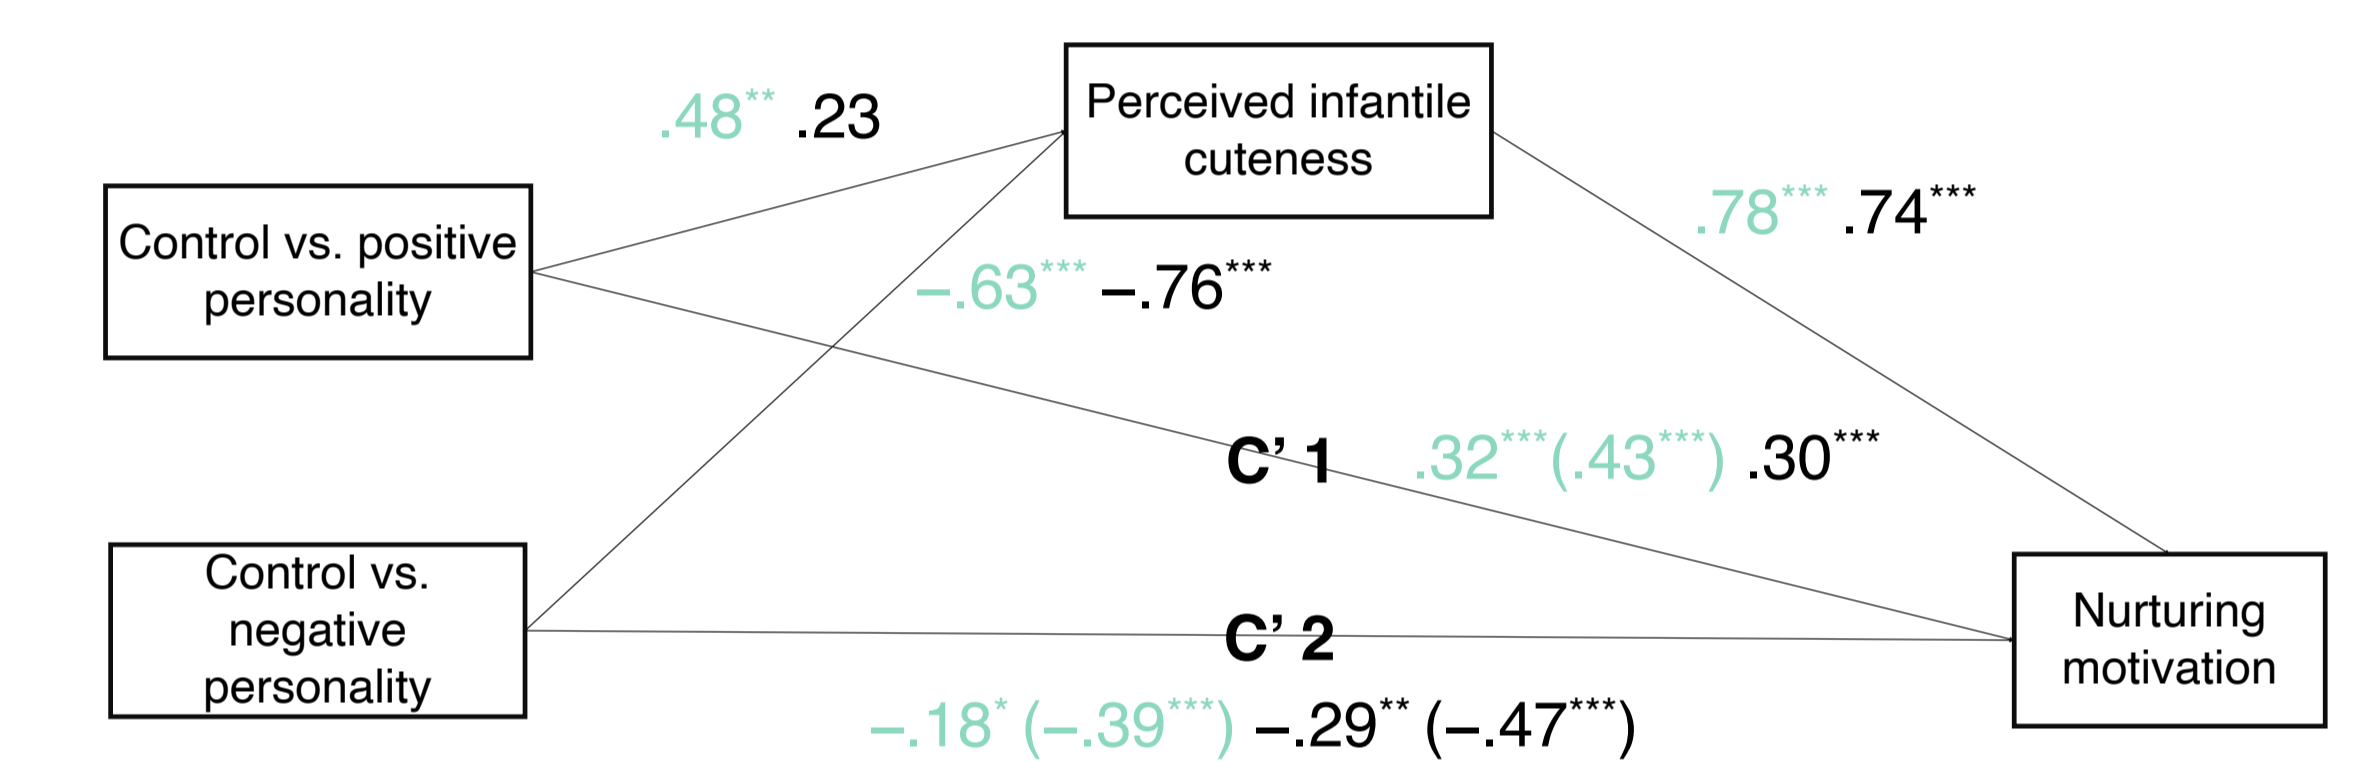 .48** .23
Perceived infantile
cuteness
.78*** .74***
Control vs. positive
personality
–.63*** –.76***
C’ 1 .32***(.43***) .30***
Control vs.
negative
personality
C’ 2
Nurturing
motivation
–.18* (–.39***) –.29** (–.47***)